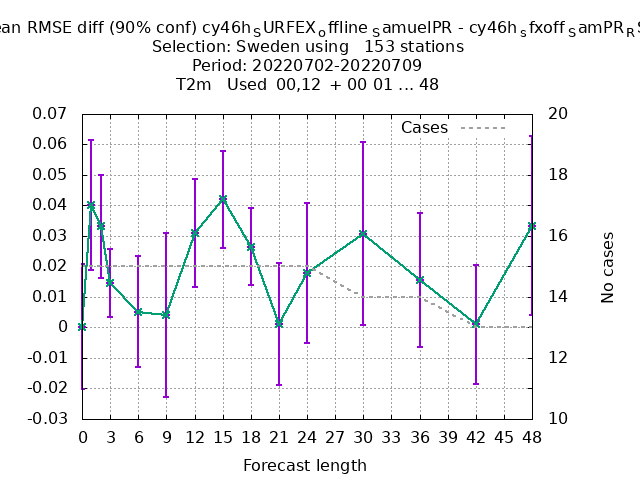 ean RMSE diff (90% conf) cy46h_SURFEX_offline_SamuelPR - cy46h_sfxoff_SamPR_RS
Selection: Sweden using   153 stations
Period: 20220702-20220709
T2m   Used  00,12  + 00 01 ... 48
Cases
0.07
0.06
0.05
0.04
0.03
0.02
0.01
0
-0.01
-0.02
-0.03
20
18
16
14
12
10
No cases
0 3 6 9 12 15 18 21 24 27 30 33 36 39 42 45 48
Forecast length